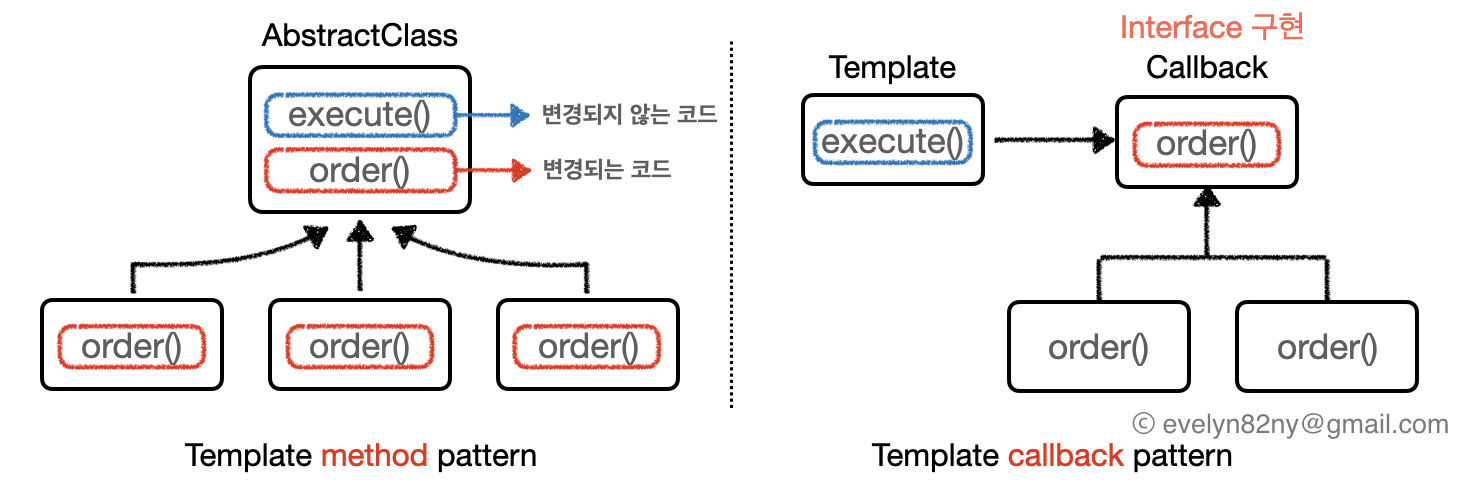 AbstractClass
execute()
변경되지 않는 코드
order()
변경되는 코드
order()
order()
order()
Template method pattern
Interface 구현
Template
Callback
execute()
order()
order()
order()
© evelyn82ny@gmail.com
Template callback pattern